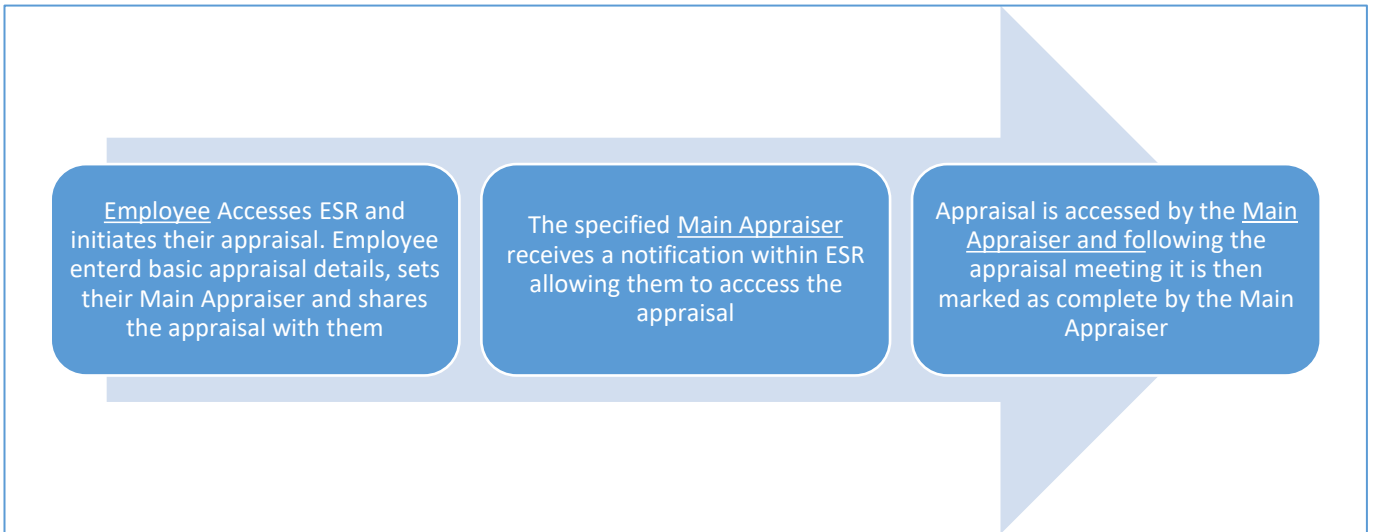 Employee Accesses ESR and
initiates their appraisal. Employee
enterd basic appraisal details, sets
their Main Appraiser and shares
the appraisal with them
The specified Main Appraiser
receives a notification within ESR
allowing them to acccess the
appraisal
Appraisal is accessed by the Main
Appraiser and following the
appraisal meeting it is then
marked as complete by the Main
Appraiser